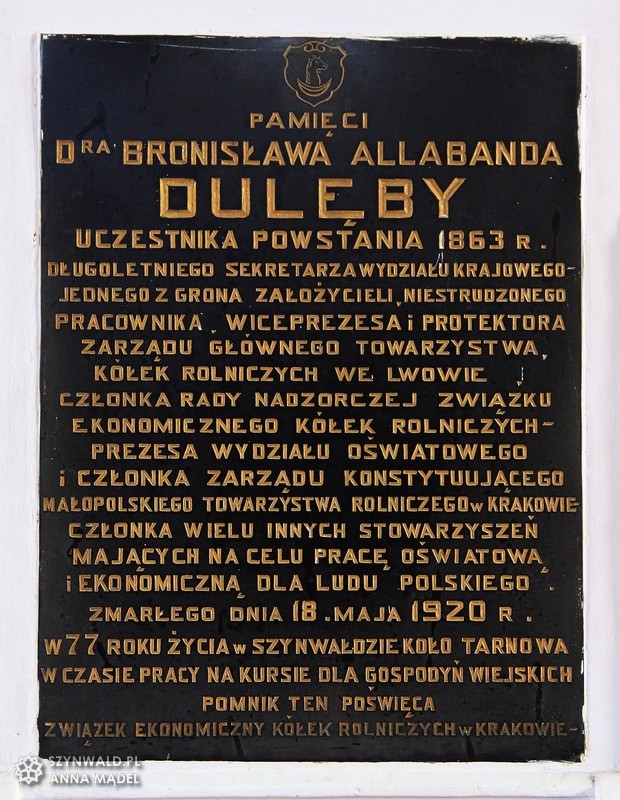 PAMIĘCI
DRA BRONISŁAWA ALLABANDA
DULĘBY
UCZESTNIKA POWSTANIA 1863 R.
DŁUGOLETNIEGO SEKRETARZA WYDZIAŁU KRAJOWEGO-
JEDNEGO Z GRONA ZAŁOŻYCIELI, NIESTRUDZONEGO
PRACOWNIKA, WICEPREZESA i PROTEKTORA
ZARZĄDU GŁÓWNEGO TOWARZYSTWA,
KÓŁEK ROLNICZYCH WE LWOWIE,
CZŁONKA RADY NADZORCZEJ ZWIĄZKU
EKONOMICZNEGO KÓŁEK ROLNICZYCH-
PREZESA WYDZIAŁU OŚWIATOWEGO
i CZŁONKA ZARZĄDU KONSTYTUUJĄCEGO
MAŁOPOLSKIEGO TOWARZYSTWA ROLNICZEGO w KRAKOWIE-
CZŁONKA WIELU INNYCH STOWARZYSZEŃ
MAJĄCYCH NA CELU PRACĘ OŚWIATOWĄ
i EKONOMICZNĄ DLA LUDU POLSKIEGO.
ZMARŁEGO DNIA 18. MAJA 1920 R.
W 77 ROKU ŻYCIA w SZYNWAŁDZIE KOŁO TARNOWA
W CZASIE PRACY NA KURSIE DLA GOSPODYŃ WIEJSKICH
POMNIK TEN POŚWIĘCA
ZWIĄZEK EKONOMICZNY KÓŁEK ROLNICZYCH w KRAKOWIE-
SZYNWALD.PL
ANNA MĄDEL